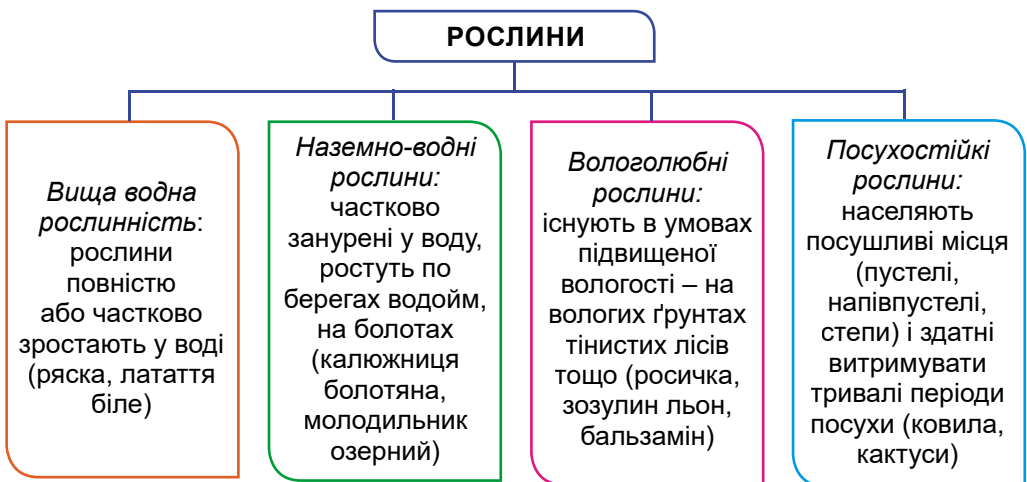 РОСЛИНИ
Вища водна
рослинність:
рослини
повністю
або частково
зростають у воді
(ряска, латаття
біле)
Наземно-водні
рослини:
частково
занурені у воду,
ростуть по
берегах водойм,
на болотах
(калюжниця
болотяна,
молодильник
озерний)
Вологолюбні
рослини:
існують в умовах
підвищеної
вологості – на
вологих ґрунтах
тінистих лісів
тощо (росичка,
зозулин льон,
бальзамін)
Посухостійкі
рослини:
населяють
посушливі місця
(пустелі,
напівпустелі,
степи) і здатні
витримувати
тривалі періоди
посухи (ковила,
кактуси)